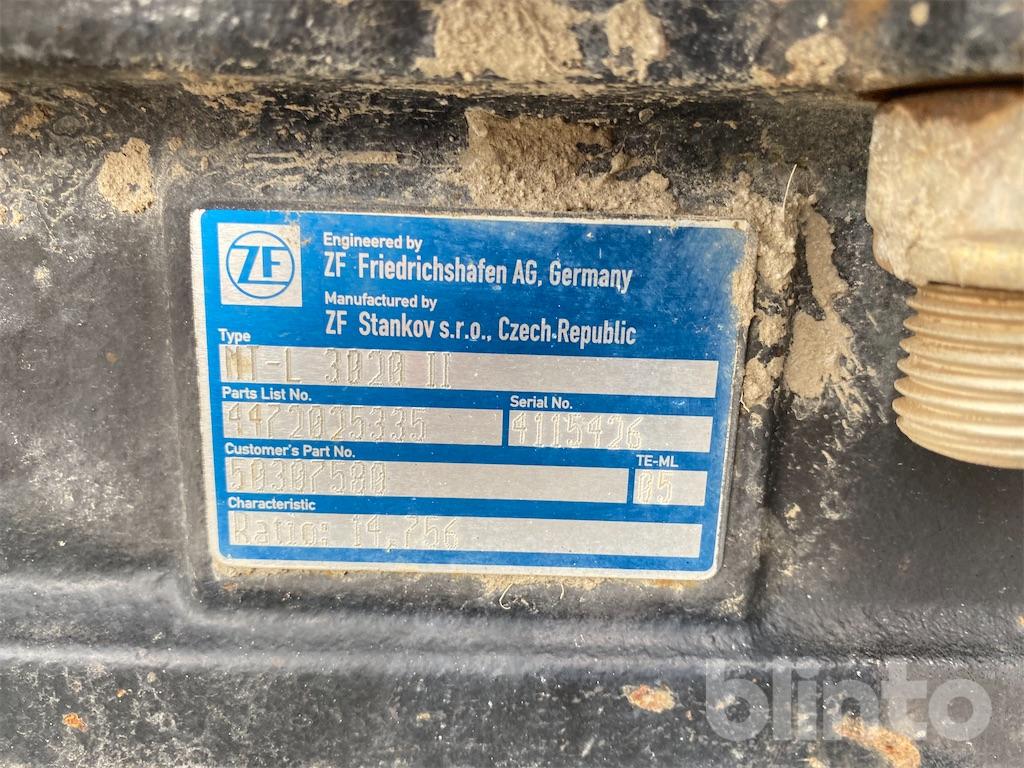 ZF
Engineered by
ZF Friedrichshafen AG, Germany
Manufactured by
ZF Stankov s.r.o., Czech Republic
Type
MT-L 3020 II
Parts List No.
Serial No.
4472025335
4115426
Customer's Part No.
TE-ML
50307580
05
Characteristic
Ratio: 14,756
blinto